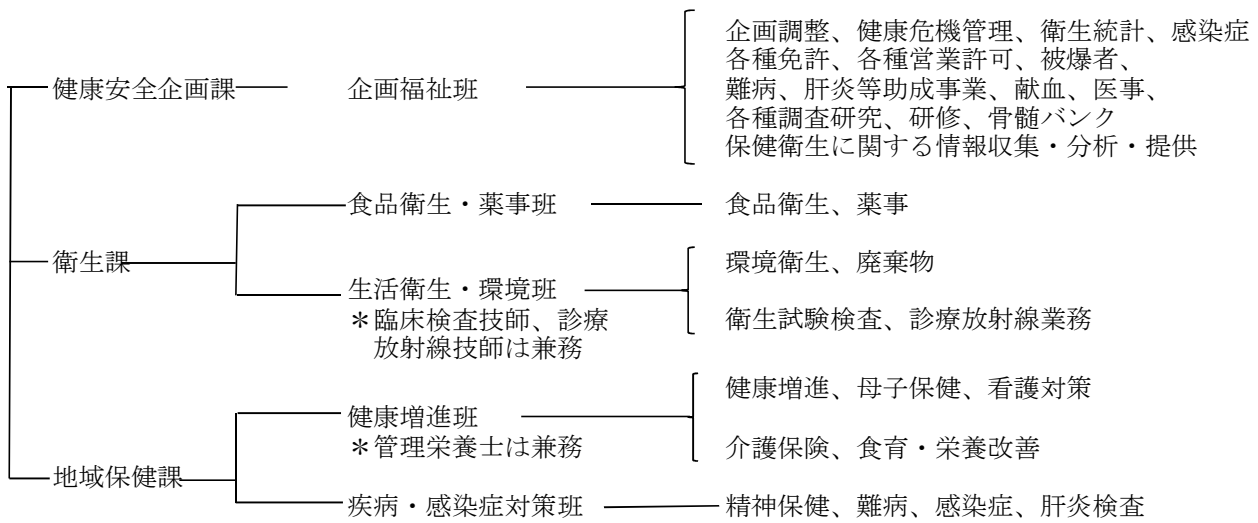 健康安全企画課
企画福祉班
企画調整、健康危機管理、衛生統計、感染症
各種免許、各種営業許可、被爆者、
難病、肝炎等助成事業、献血、医事、
各種調査研究、研修、骨髄バンク
保健衛生に関する情報収集・分析・提供
衛生課
食品衛生・薬事班
食品衛生、薬事
生活衛生・環境班
＊臨床検査技師、診療
放射線技師は兼務
環境衛生、廃棄物
衛生試験検査、診療放射線業務
地域保健課
健康増進班
＊管理栄養士は兼務
健康増進、母子保健、看護対策
介護保険、食育・栄養改善
疾病・感染症対策班
精神保健、難病、感染症、肝炎検査